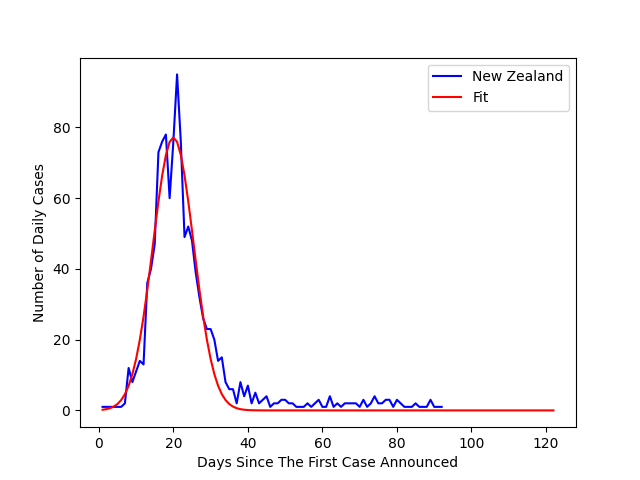 New Zealand
Fit
80
60
40
20
0
Number of Daily Cases
0 20 40 60 80 100 120
Days Since The First Case Announced